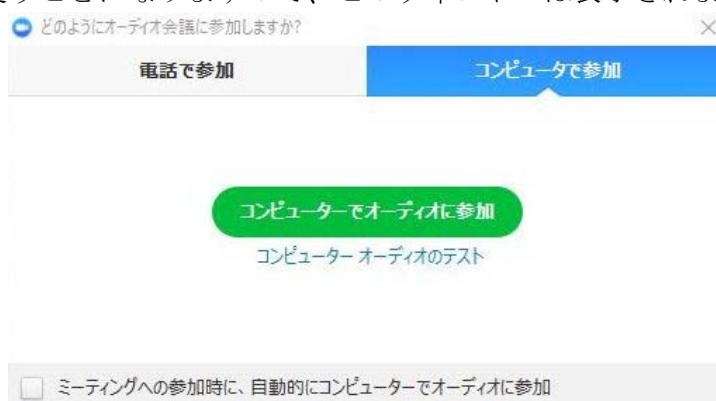 どのようにオーディオ会議に参加しますか?
電話で参加
コンピュータで参加
コンピューターでオーディオに参加
コンピューター オーディオのテスト
ミーティングへの参加時に、自動的にコンピューターでオーディオに参加